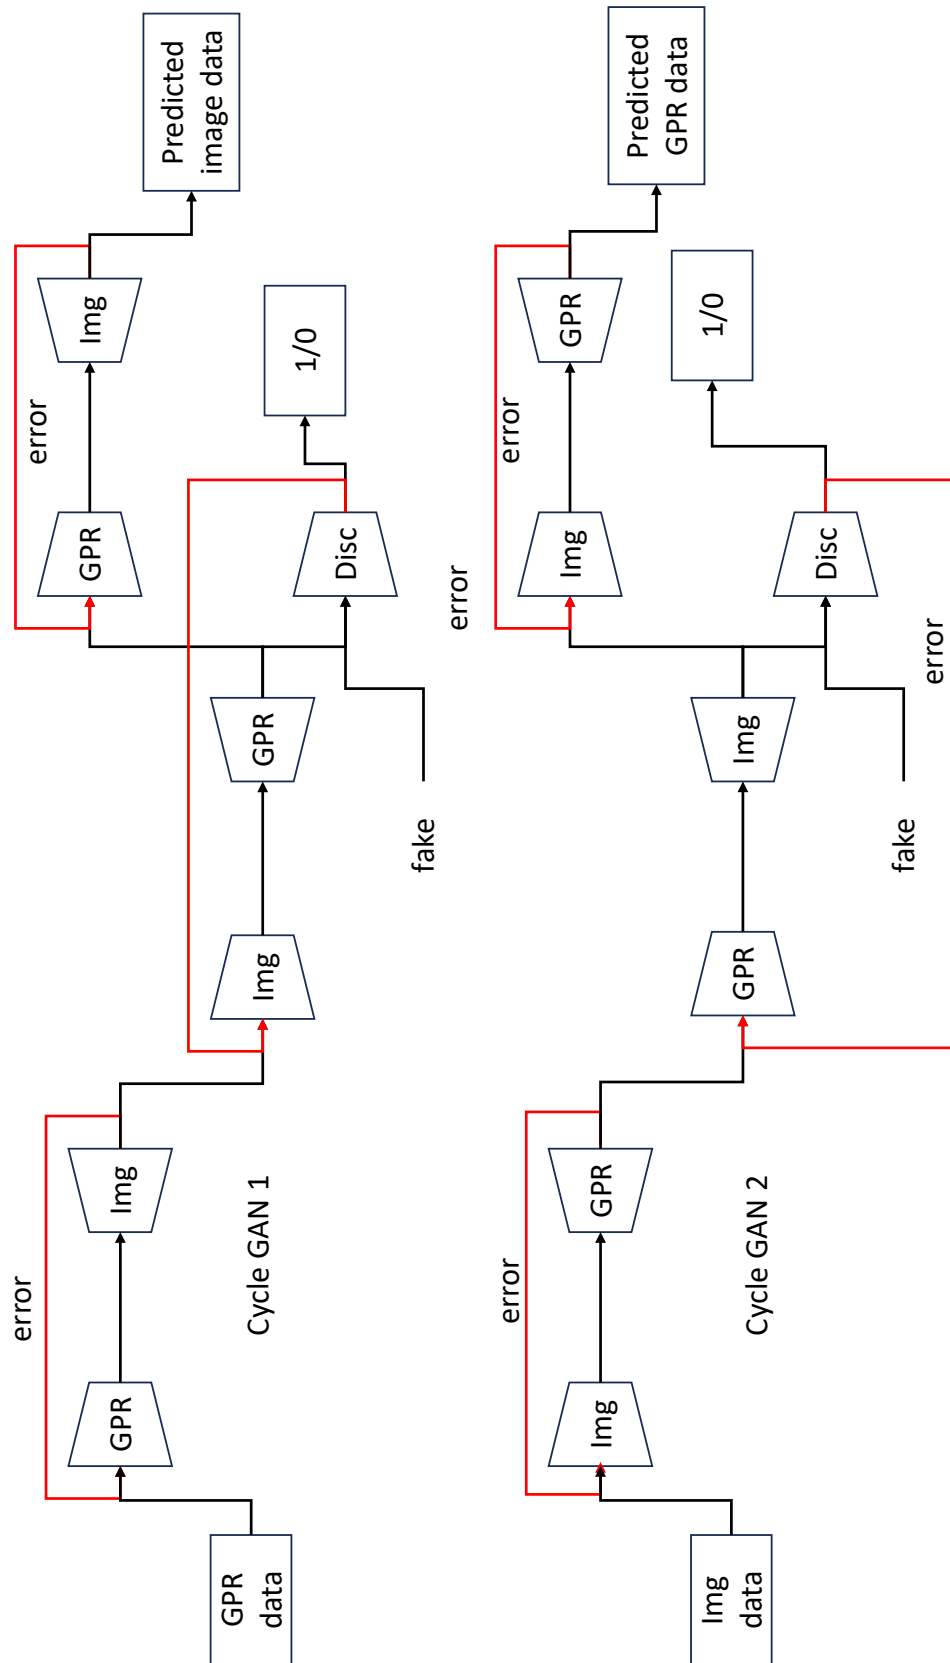 GPR
data
GPR
Img
error
Cycle GAN 1
Img
GPR
fake
Disc
1/0
GPR
Img
error
Predicted
image data
Img
data
Img
GPR
error
Cycle GAN 2
GPR
Img
fake
error
Disc
1/0
error
Img
GPR
error
Predicted
GPR data